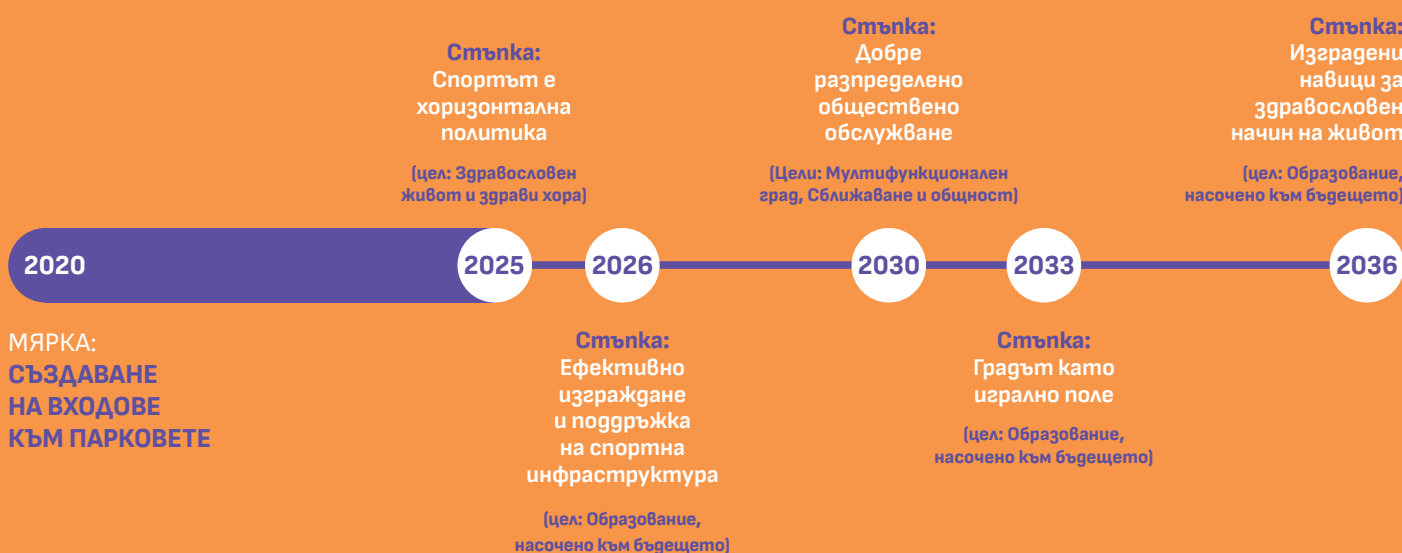 Стъпка:
Спортът е
хоризонтална
политика
(цел: Здравословен
живот и здрави хора)
Стъпка:
Добре
разпределено
обществено
обслужване
(Цели: Мултифункционален
град, Сближаване и общност)
Стъпка:
Изградени
навици за
здравословен
начин на живот
(цел: Образование,
насочено към бъдещето)
2020
2025
2026
2030
2033
2036
МЯРКА:
СЪЗДАВАНЕ
НА ВХОДОВЕ
КЪМ ПАРКОВЕТЕ
Стъпка:
Ефективно
изграждане
и поддръжка
на спортна
инфраструктура
(цел: Образование,
насочено към бъдещето)
Стъпка:
Градът като
игрално поле
(цел: Образование,
насочено към бъдещето)